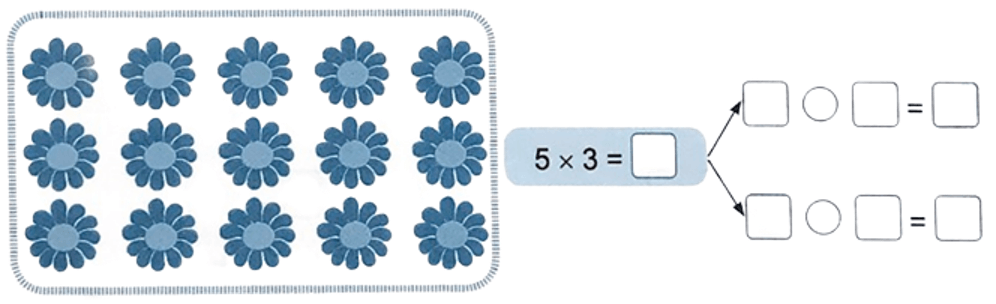 5 × 3 =
=
=